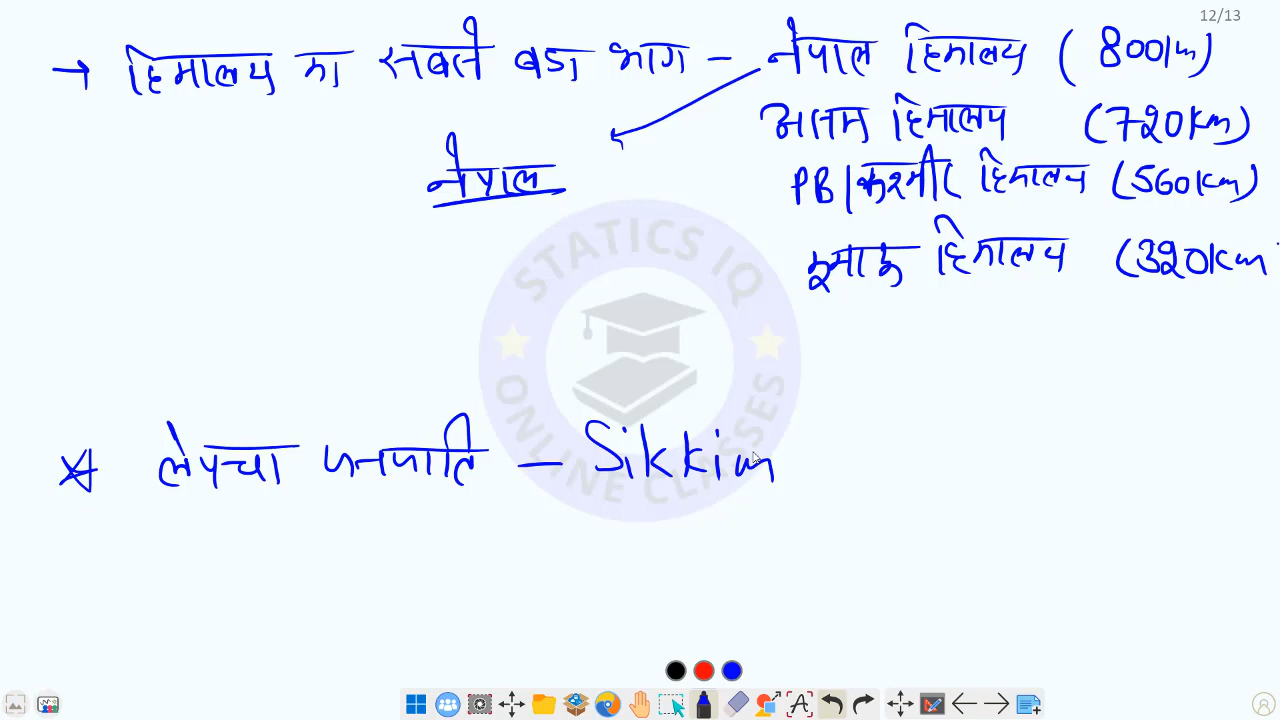 12/13
→ हिमालय का सबसे बडा भाग – नेपाल हिमालय ( 800km)
असम हिमालय (720km)
नेपाल
PB/कश्मीर हिमालय (560km)
कुमाऊ हिमालय (320km
STATICS IQ
ONLINE CLASSES
लेपचा जनजाति – Sikkim